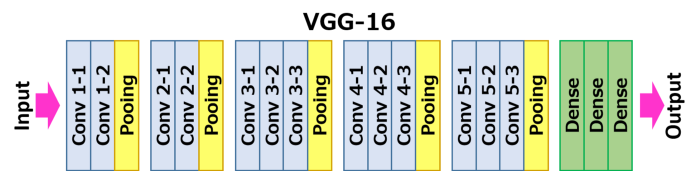 VGG-16
Input
Conv 1-1
Conv 1-2
Pooing
Conv 2-1
Conv 2-2
Pooing
Conv 3-1
Conv 3-2
Conv 3-3
Pooing
Conv 4-1
Conv 4-2
Conv 4-3
Pooing
Conv 5-1
Conv 5-2
Conv 5-3
Pooing
Dense
Dense
Dense
Output